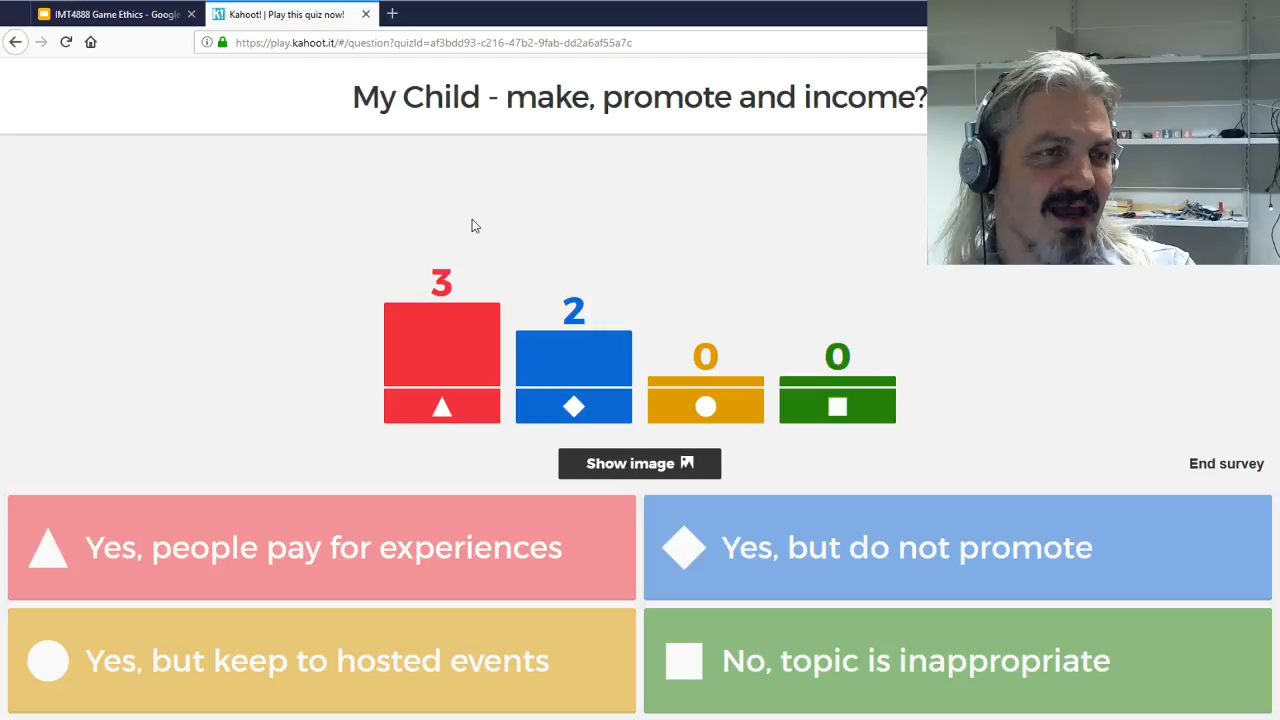 IMT4888 Game Ethics - Googl
Kahoot! | Play this quiz now!
https://play.kahoot.it/#/question?quizId=af3bdd93-c216-47b2-9fab-dd2a6af55a7c
My Child - make, promote and income?
3
2
0
0
Show image
End survey
Yes, people pay for experiences
Yes, but do not promote
Yes, but keep to hosted events
No, topic is inappropriate